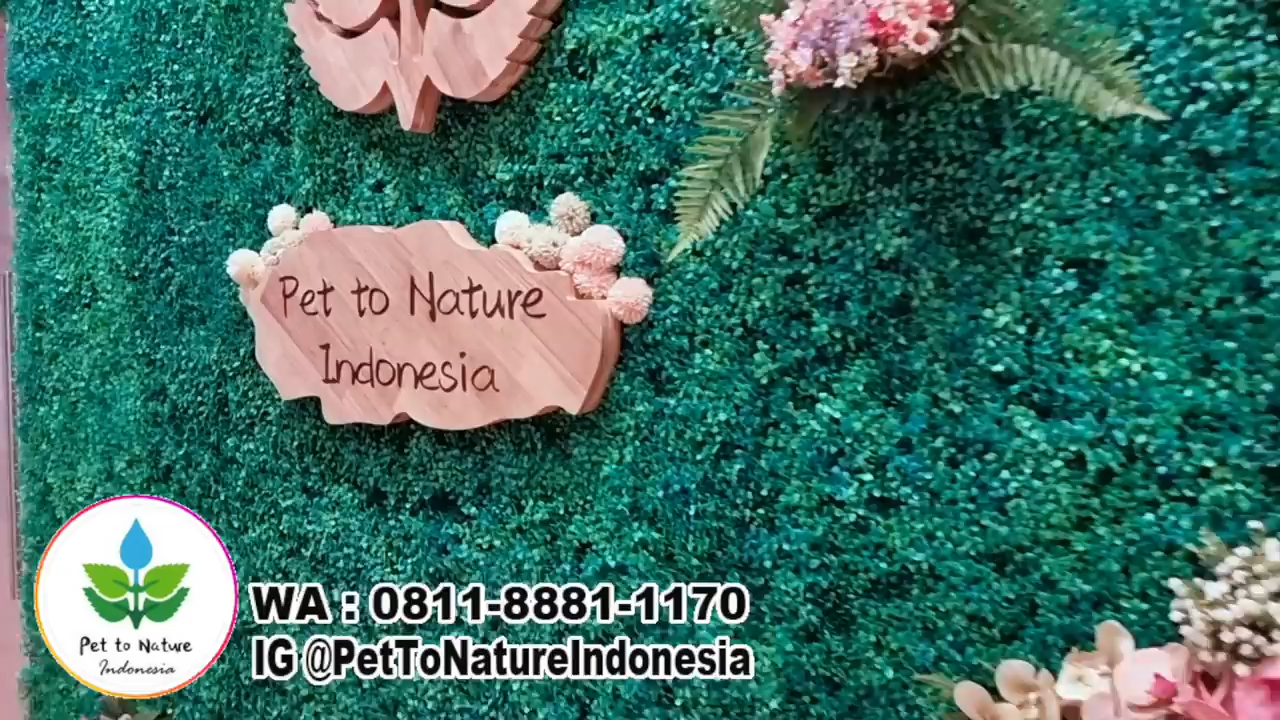 Pet to Nature
Indonesia
Pet to Nature
Indonesia
WA : 0811-8881-1170
IG @PetToNatureIndonesia